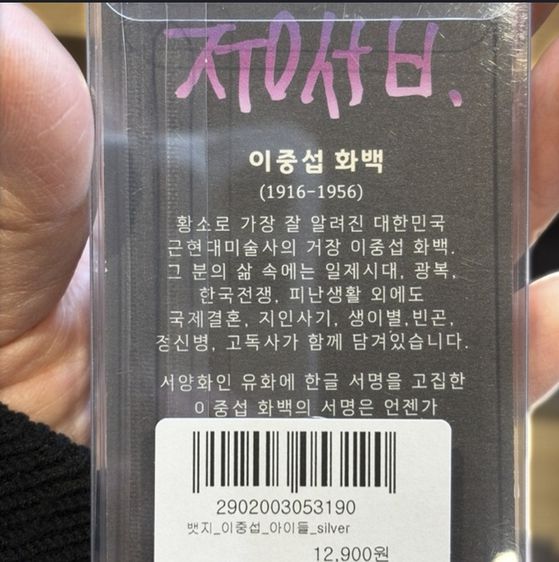 ㅈㅜㅇㅅㅓㅂ.
이중섭 화백
(1916-1956)
황소로 가장 잘 알려진 대한민국
근현대미술사의 거장 이중섭 화백.
그 분의 삶 속에는 일제시대, 광복,
한국전쟁, 피난생활 외에도
국제결혼, 지인사기, 생이별,빈곤,
정신병, 고독사가 함께 담겨있습니다.
서양화인 유화에 한글 서명을 고집한
이중섭 화백의 서명은 언젠가
2902003053190
뱃지_이중섭_아이들_silver
12,900원